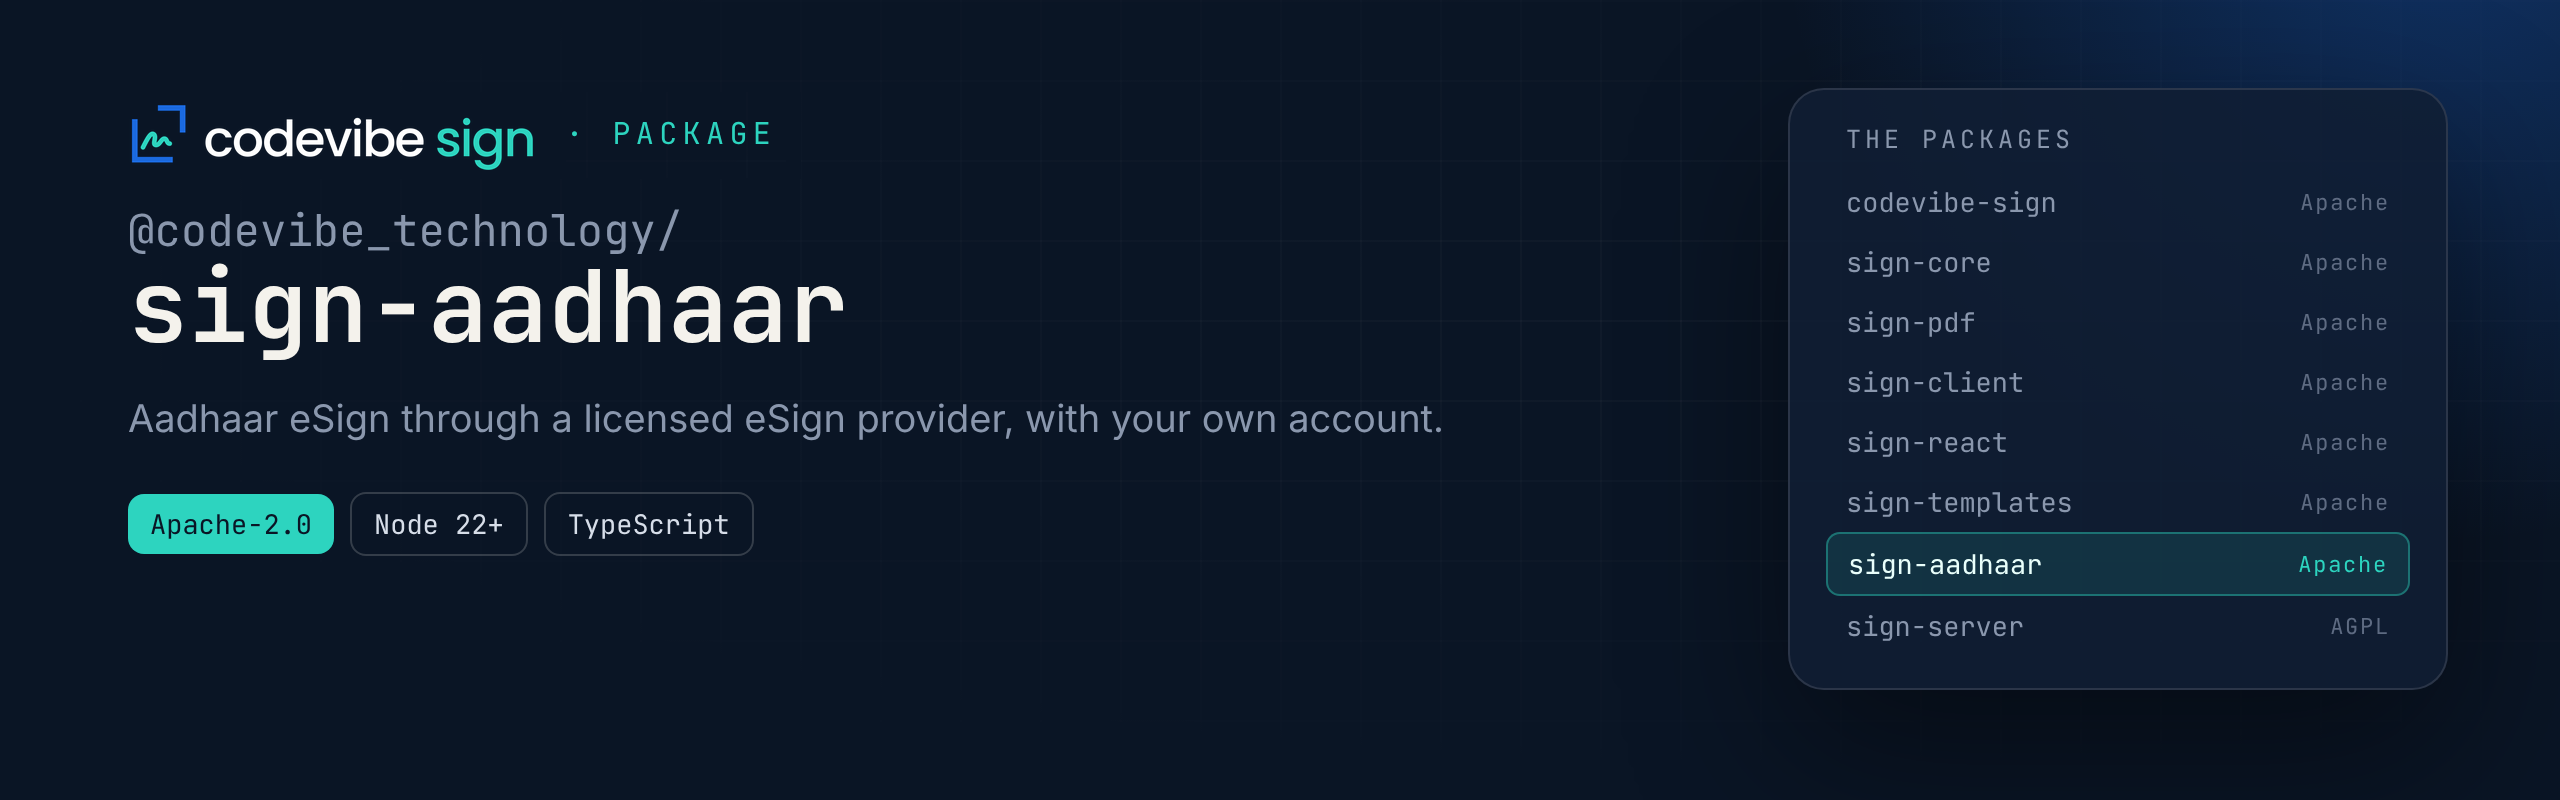 codevibe sign · PACKAGE
@codevibe_technology/
sign-aadhaar
Aadhaar eSign through a licensed eSign provider, with your own account.
Apache-2.0 Node 22+ TypeScript
THE PACKAGES
codevibe-sign Apache
sign-core Apache
sign-pdf Apache
sign-client Apache
sign-react Apache
sign-templates Apache
sign-aadhaar Apache
sign-server AGPL